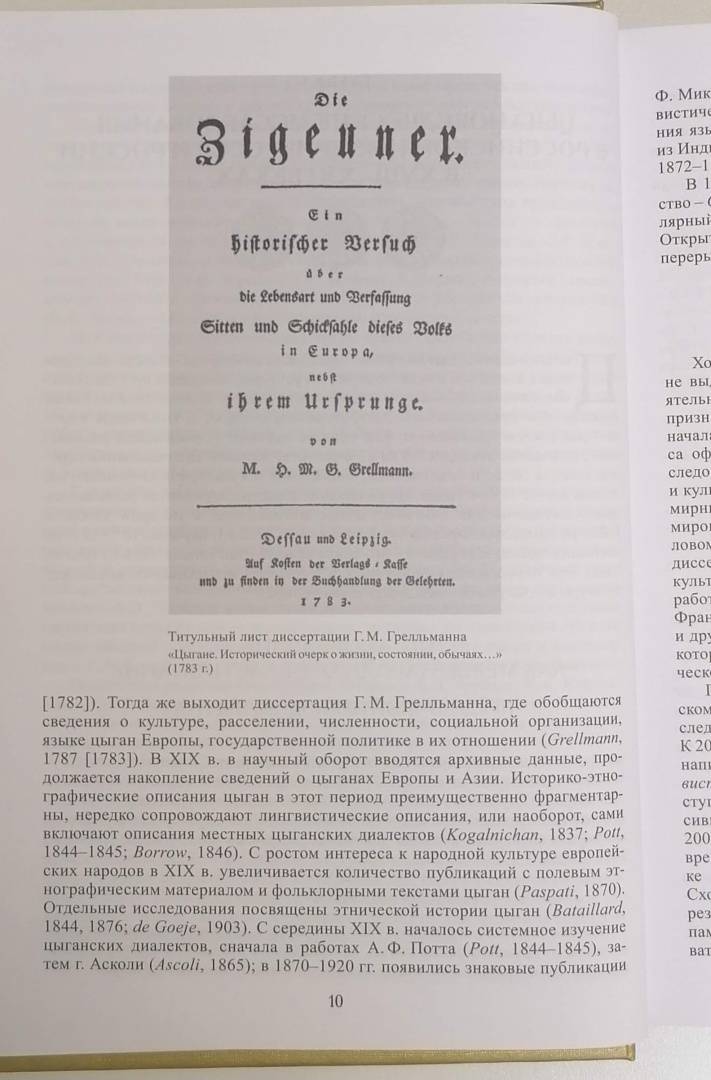 Die
Zigeuner.
Ein
historischer Versuch
über
die Lebensart und Verfassung
Sitten und Schicksahle dieses Volks
in Europa,
nebst
ihrem Ursprunge.
von
M. H. M. G. Grellmann.
Dessau und Leipzig.
Auf Kosten der Verlags-Kasse
und zu finden in der Buchhandlung der Gelehrten.
1783.
Титульный лист диссертации Г. М. Грелльманна
«Цыгане. Исторический очерк о жизни, состоянии, обычаях…»
(1783 г.)
[1782]). Тогда же выходит диссертация Г. М. Грелльманна, где обобщаются
сведения о культуре, расселении, численности, социальной организации,
языке цыган Европы, государственной политике в их отношении (Grellmann,
1787 [1783]). В XIX в. в научный оборот вводятся архивные данные, про-
должается накопление сведений о цыганах Европы и Азии. Историко-этно-
графические описания цыган в этот период преимущественно фрагментар-
ны, нередко сопровождают лингвистические описания, или наоборот, сами
включают описания местных цыганских диалектов (Kogalnichan, 1837; Pott,
1844–1845; Borrow, 1846). С ростом интереса к народной культуре европей-
ских народов в XIX в. увеличивается количество публикаций с полевым эт-
нографическим материалом и фольклорными текстами цыган (Paspati, 1870).
Отдельные исследования посвящены этнической истории цыган (Bataillard,
1844, 1876; de Goeje, 1903). С середины XIX в. началось системное изучение
цыганских диалектов, сначала в работах А. Ф. Потта (Pott, 1844–1845), за-
тем г. Асколи (Ascoli, 1865); в 1870–1920 гг. появились знаковые публикации
10
Ф. Мик
вистиче
ния язы
из Инди
1872–1
В 1
ство –
лярный
Открыт
перерь
Хо
не вы
ятельн
призн
начала
са оф
следо
и кул
мирн
миро
ловом
диссе
культ
работ
Фран
и дру
котор
ческо
ском
след
К 20
напи
вист
ступ
сив
200
вре
ке
Схо
рез
пам
ват